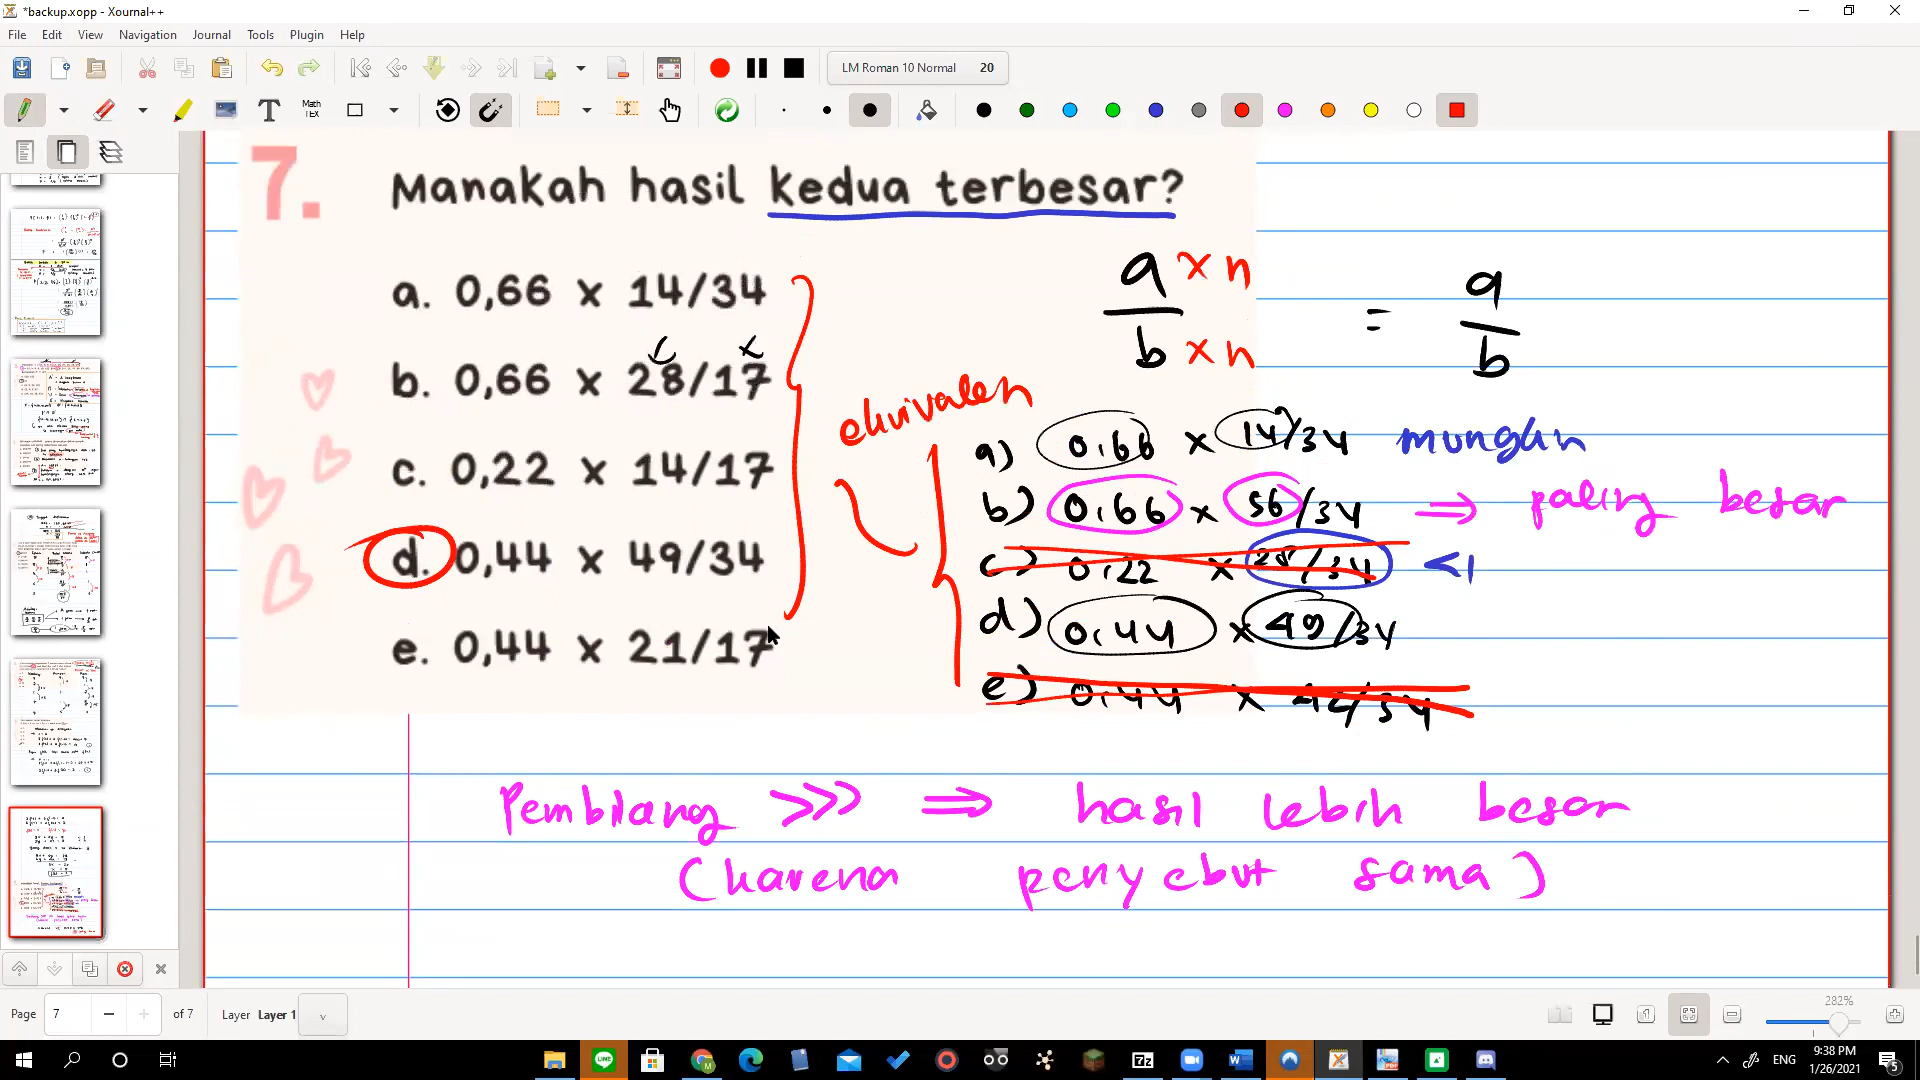 *backup.xopp - Xournal++
File Edit View Navigation Journal Tools Plugin Help
LM Roman 10 Normal 20
Math
TEX
7. Manakah hasil kedua terbesar?
a. 0,66 x 14/34
b. 0,66 x 28/17
c. 0,22 x 14/17
d. 0,44 x 49/34
e. 0,44 x 21/17
a x n
b x n
=
a
b
ekuivalen
a) 0,66 x 14/34 mungkin
b) 0,66 x 56/34 ⇒ paling besar
c) 0,22 x 28/34 <1
d) 0,44 x 49/34
e) 0,44 x 42/34
Pembilang >>> ⇒ hasil lebih besar
(karena penyebut sama)
Page 7 of 7 Layer Layer 1
282%
ENG
9:38 PM
1/26/2021
5